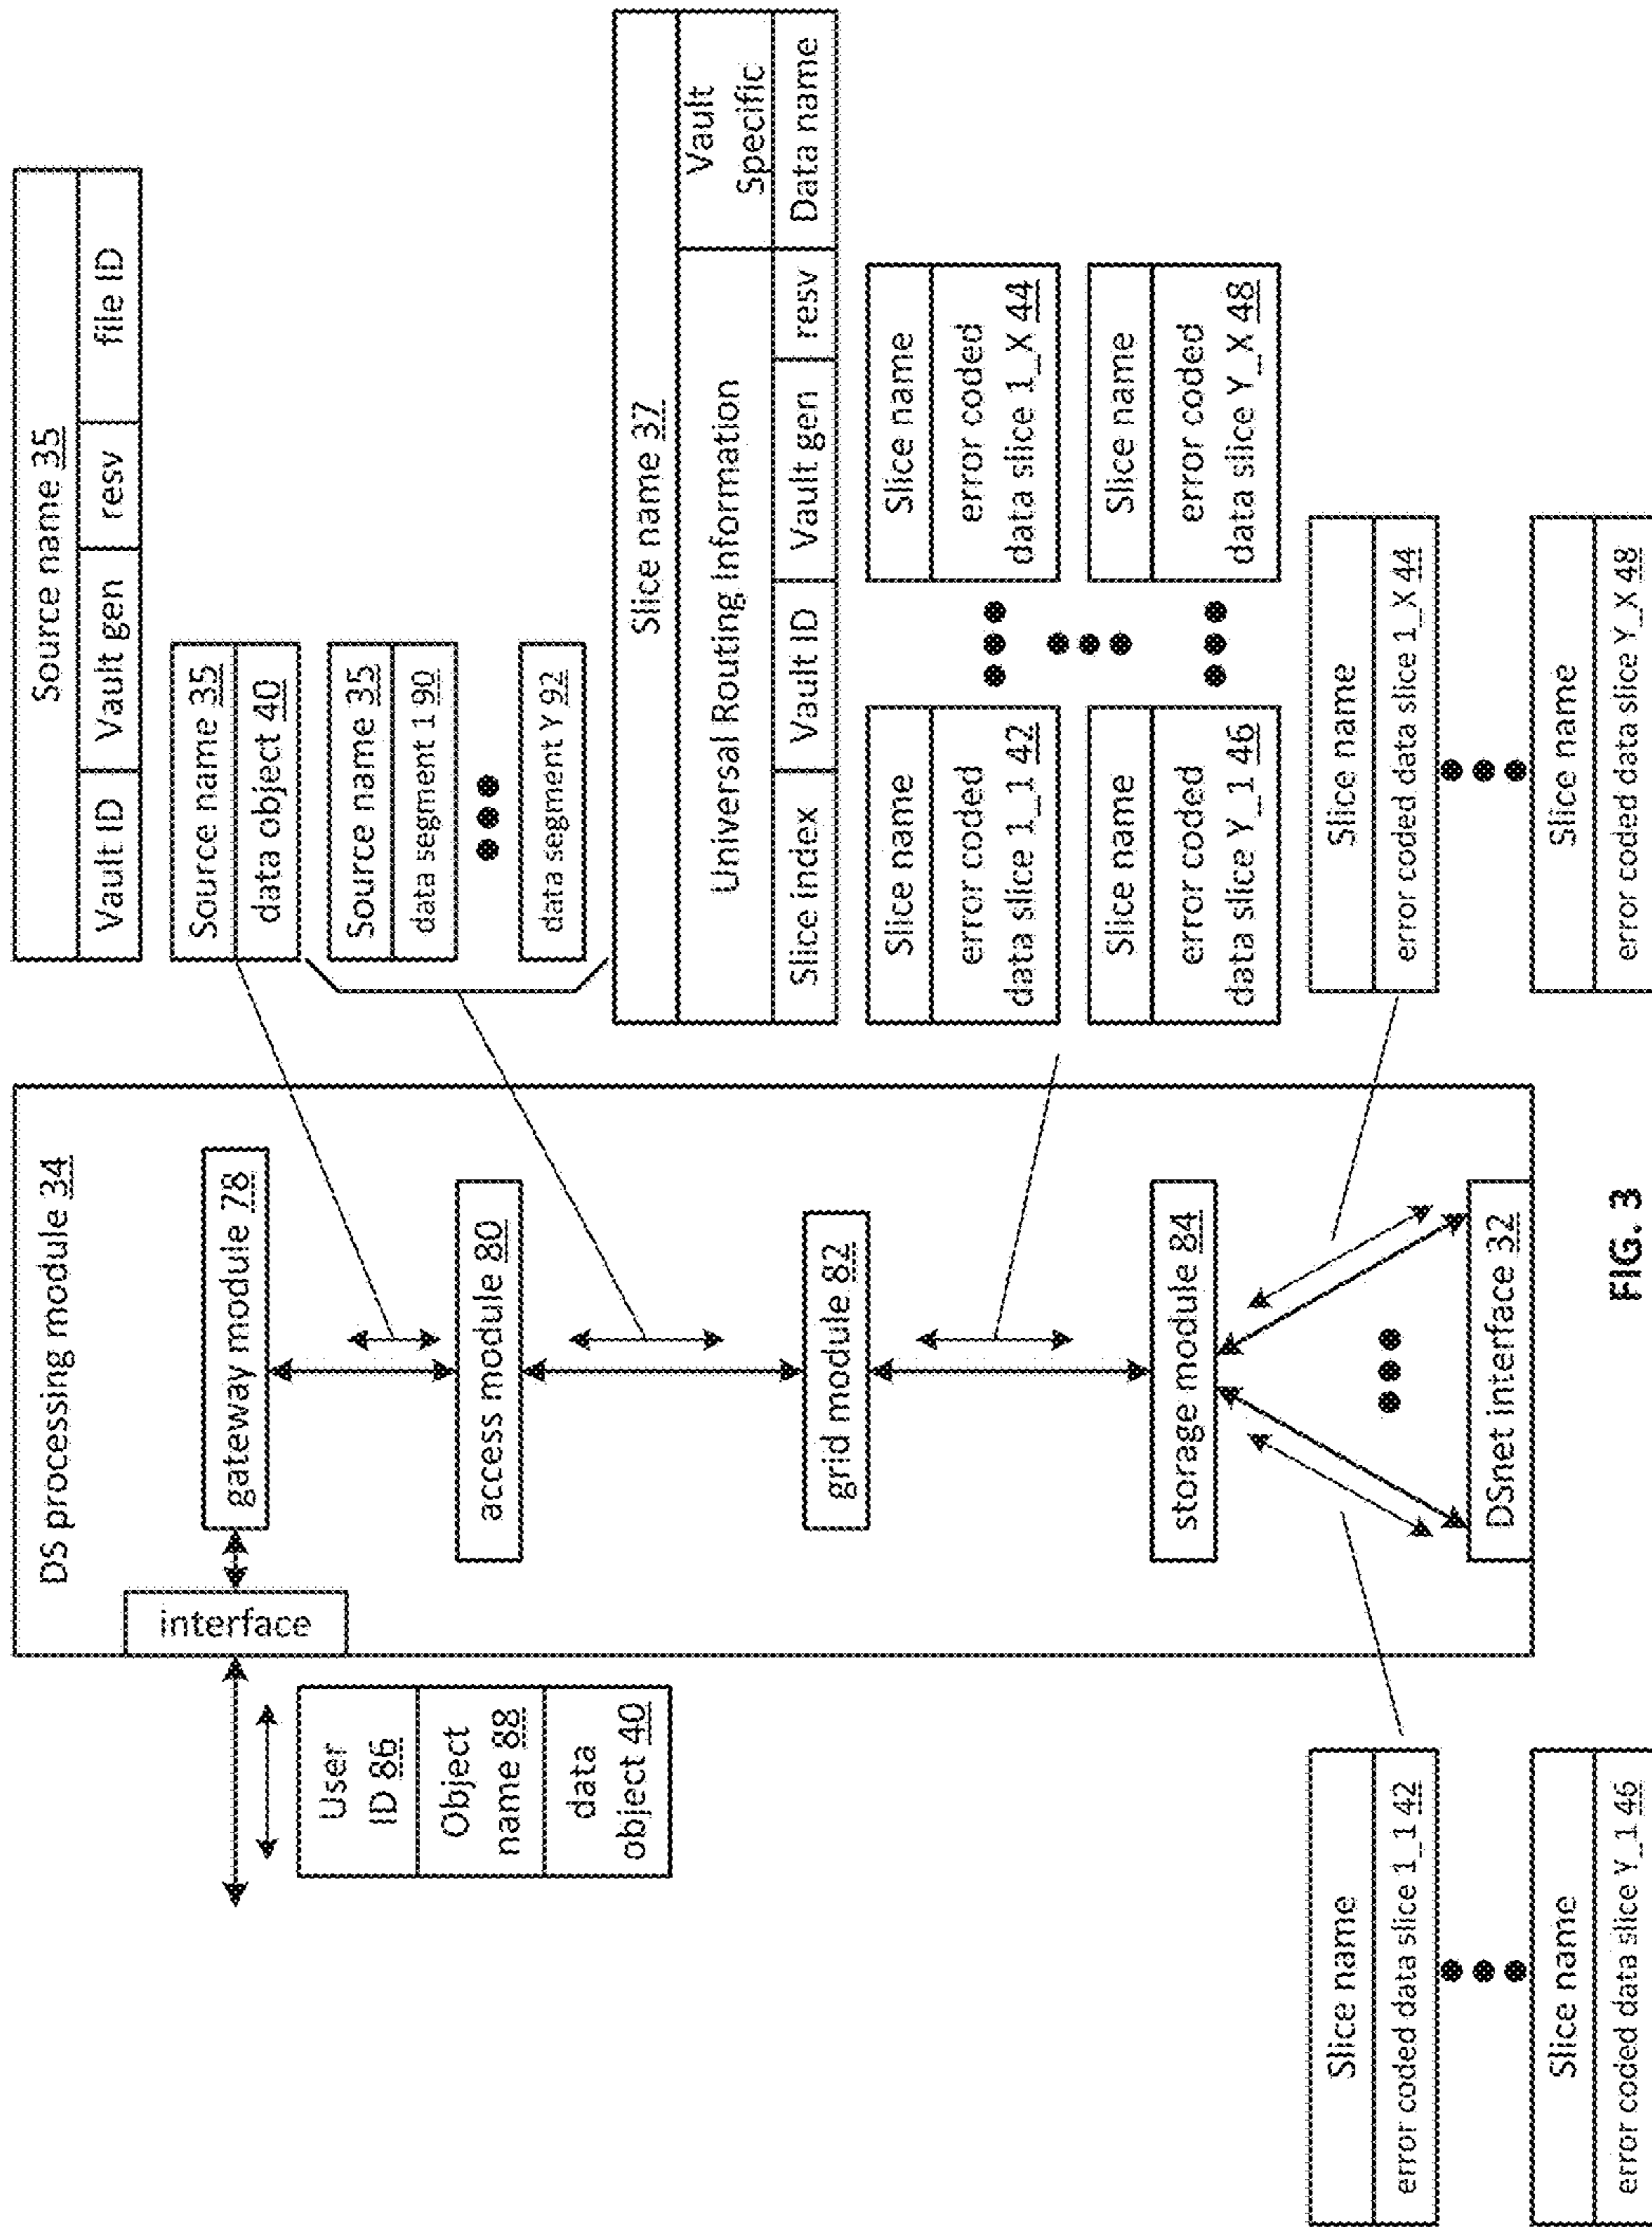 DS processing module 34
interface
gateway module 78
access module 80
grid module 82
storage module 84
DSnet interface 32
User
ID 86
Object
name 88
data
object 40
Source name 35
Vault ID
Vault gen
resv
file ID
Source name 35
data object 40
Source name 35
data segment 1 90
data segment Y 92
Slice name 37
Universal Routing Information
Vault
Specific
Slice index
Vault ID
Vault gen
resv
Data name
Slice name
error coded
data slice 1_1 42
Slice name
error coded
data slice 1_X 44
Slice name
error coded
data slice Y_1 46
Slice name
error coded
data slice Y_X 48
Slice name
error coded data slice 1_1 42
Slice name
error coded data slice Y_1 46
Slice name
error coded data slice 1_X 44
Slice name
error coded data slice Y_X 48
FIG. 3